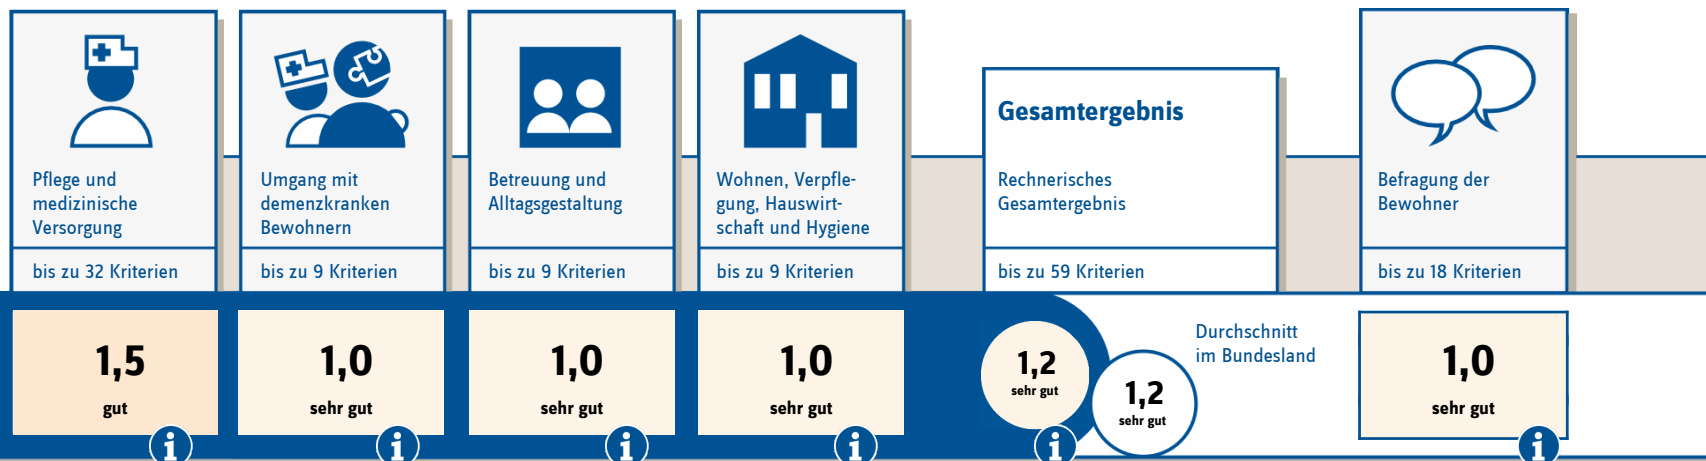 Pflege und
medizinische
Versorgung
bis zu 32 Kriterien
1,5
gut
i
Umgang mit
demenzkranken
Bewohnern
bis zu 9 Kriterien
1,0
sehr gut
i
Betreuung und
Alltagsgestaltung
bis zu 9 Kriterien
1,0
sehr gut
i
Wohnen, Verpfle-
gung, Hauswirt-
schaft und Hygiene
bis zu 9 Kriterien
1,0
sehr gut
i
Gesamtergebnis
Rechnerisches
Gesamtergebnis
bis zu 59 Kriterien
1,2
sehr gut
i
Durchschnitt
im Bundesland
1,2
sehr gut
Befragung der
Bewohner
bis zu 18 Kriterien
1,0
sehr gut
i